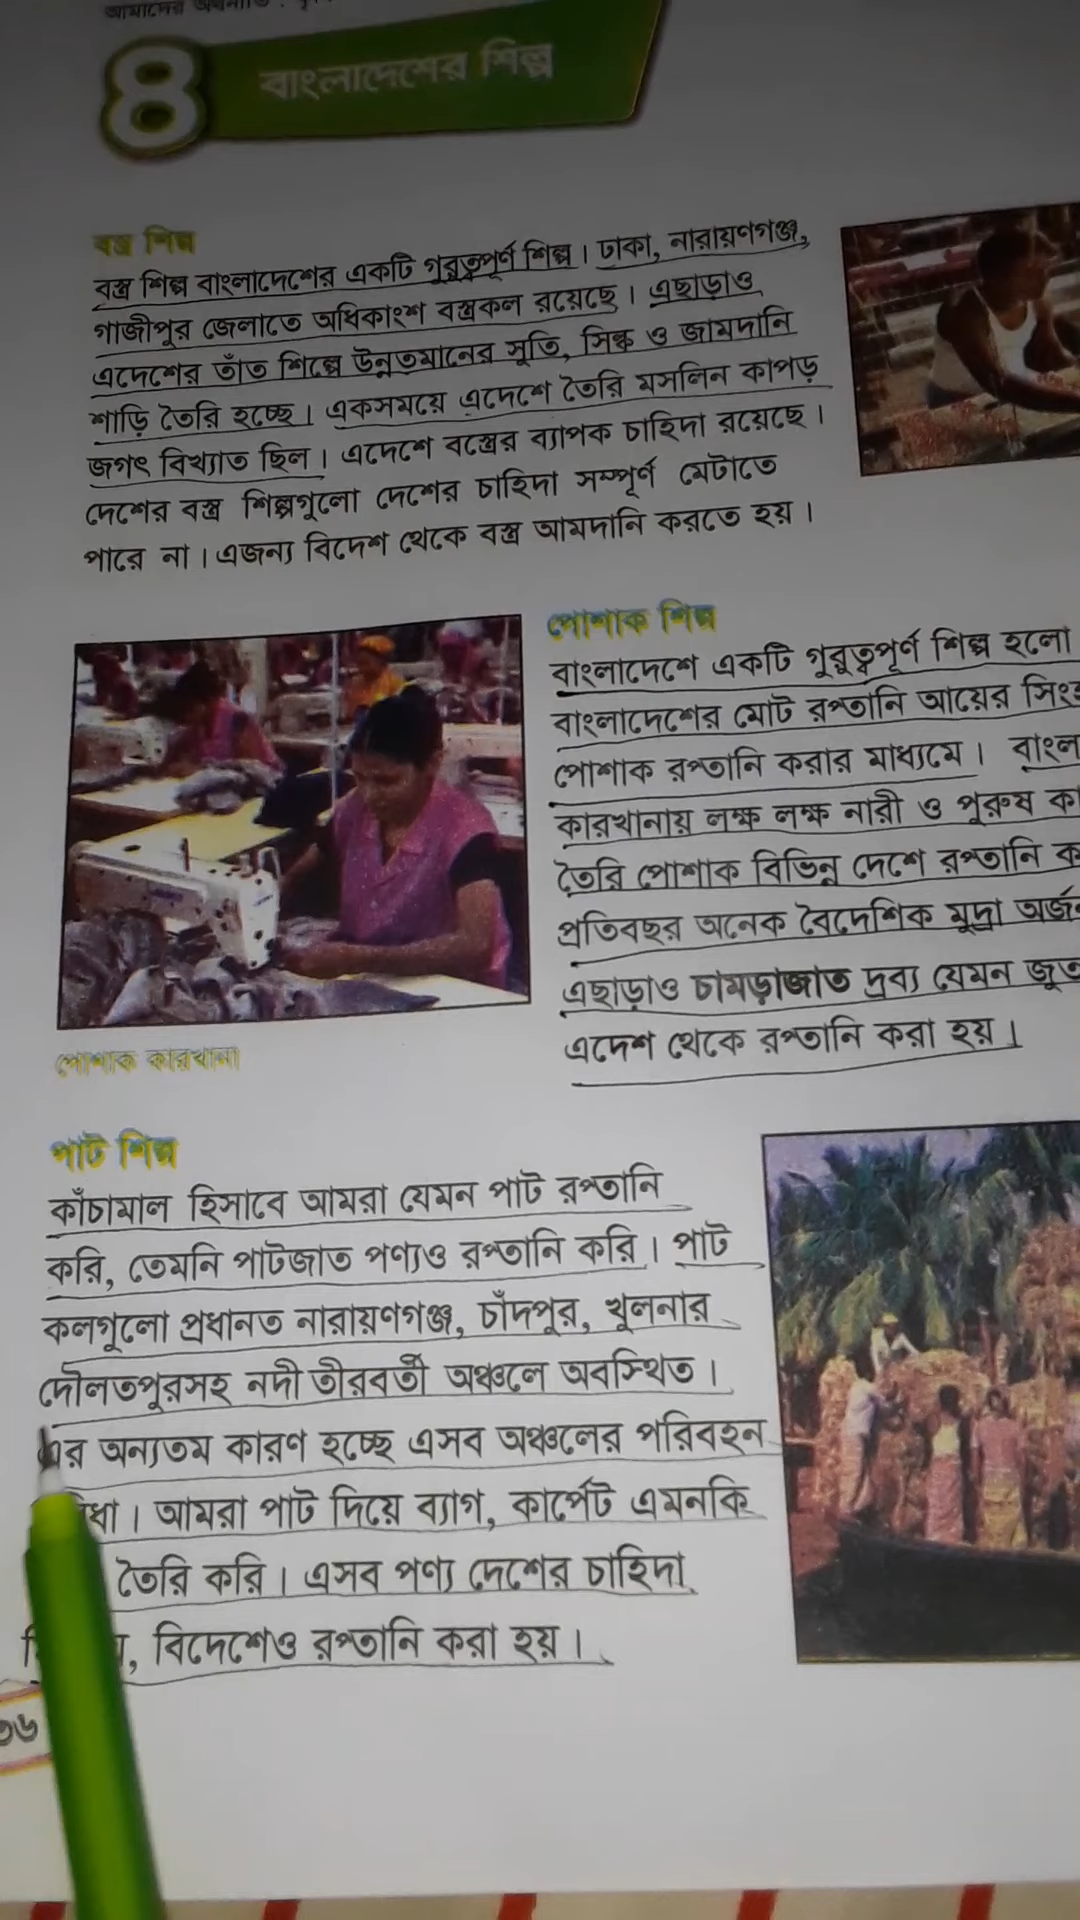 আমাদের অর্থনীতি :
৪ বাংলাদেশের শিল্প
বস্ত্র শিল্প
বস্ত্র শিল্প বাংলাদেশের একটি গুরুত্বপূর্ণ শিল্প। ঢাকা, নারায়ণগঞ্জ,
গাজীপুর জেলাতে অধিকাংশ বস্ত্রকল রয়েছে। এছাড়াও
এদেশের তাঁত শিল্পে উন্নতমানের সূতি, সিল্ক ও জামদানি
শাড়ি তৈরি হচ্ছে। একসময়ে এদেশে তৈরি মসলিন কাপড়
জগৎ বিখ্যাত ছিল। এদেশে বস্ত্রের ব্যাপক চাহিদা রয়েছে।
দেশের বস্ত্র শিল্পগুলো দেশের চাহিদা সম্পূর্ণ মেটাতে
পারে না। এজন্য বিদেশ থেকে বস্ত্র আমদানি করতে হয়।
পোশাক শিল্প
বাংলাদেশে একটি গুরুত্বপূর্ণ শিল্প হলো
বাংলাদেশের মোট রপ্তানি আয়ের
পোশাক রপ্তানি করার মাধ্যমে।
কারখানায় লক্ষ লক্ষ নারী ও পুরুষ
তৈরি পোশাক বিভিন্ন দেশে রপ্তানি
প্রতিবছর অনেক বৈদেশিক মুদ্রা
এছাড়াও চামড়াজাত দ্রব্য যেমন
এদেশ থেকে রপ্তানি করা হয়।
পোশাক কারখানা
পাট শিল্প
কাঁচামাল হিসাবে আমরা যেমন পাট রপ্তানি
করি, তেমনি পাটজাত পণ্যও রপ্তানি করি। পাট
কলগুলো প্রধানত নারায়ণগঞ্জ, চাঁদপুর, খুলনার
দৌলতপুরসহ নদী তীরবর্তী অঞ্চলে অবস্থিত।
এর অন্যতম কারণ হচ্ছে এসব অঞ্চলের পরিবহন
আমরা পাট দিয়ে ব্যাগ, কার্পেট এমনকি
তৈরি করি। এসব পণ্য দেশের চাহিদা
বিদেশেও রপ্তানি করা হয়।
৩৬